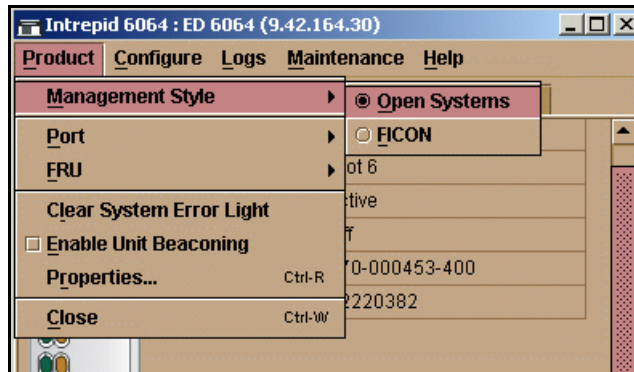 Intrepid 6064 : ED 6064 (9.42.164.30)
Product Configure Logs Maintenance Help
Management Style
Open Systems
Port
FICON
FRU
ot 6
Clear System Error Light
tive
Enable Unit Beaconing
Properties... Ctrl-R
0-000453-400
Close Ctrl-W
2220382